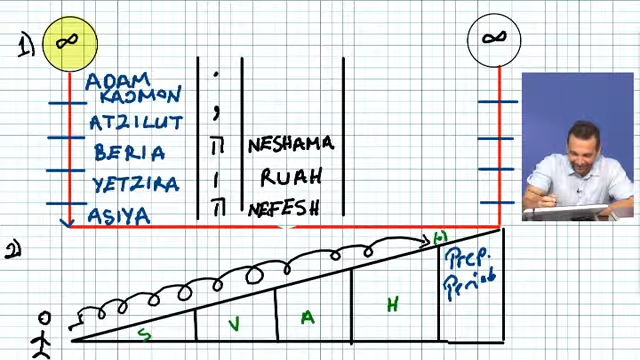 1)
∞
∞
ADAM
KADMON
ATZILUT
BERIA
NESHAMA
YETZIRA
RUAH
ASIYA
NEFESH
2)
Prep.
Period
S
V
A
H